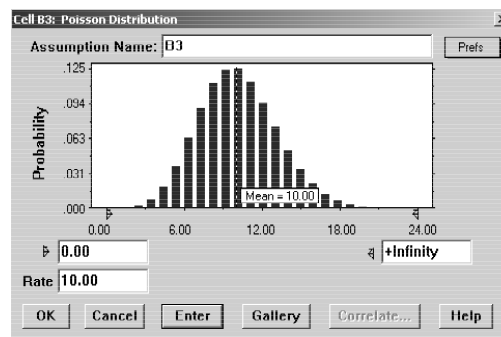 Cell B3: Poisson Distribution
Assumption Name: B3
Prefs
.125
.094
.063
.031
.000
Probability
Mean = 10.00
0.00 6.00 12.00 18.00 24.00
0.00 +Infinity
Rate 10.00
OK Cancel Enter Gallery Correlate... Help